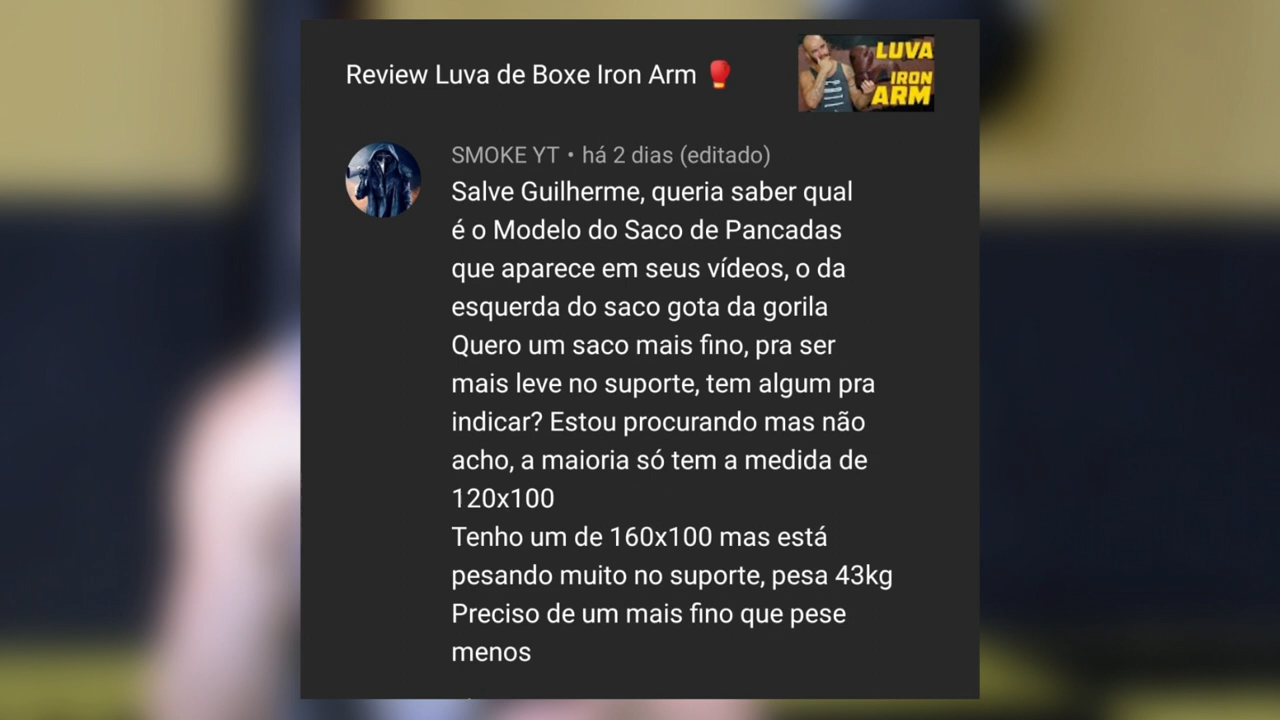 Review Luva de Boxe Iron Arm 🥊
LUVA
IRON
ARM
SMOKE YT • há 2 dias (editado)
Salve Guilherme, queria saber qual
é o Modelo do Saco de Pancadas
que aparece em seus vídeos, o da
esquerda do saco gota da gorila
Quero um saco mais fino, pra ser
mais leve no suporte, tem algum pra
indicar? Estou procurando mas não
acho, a maioria só tem a medida de
120x100
Tenho um de 160x100 mas está
pesando muito no suporte, pesa 43kg
Preciso de um mais fino que pese
menos